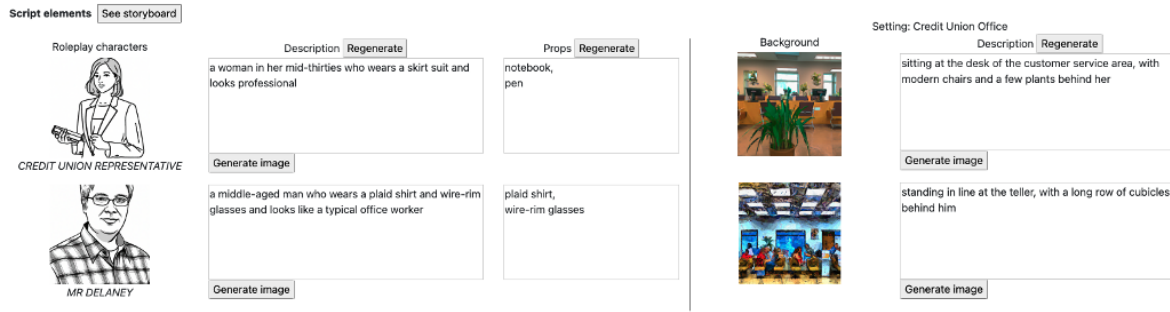 Script elements See storyboard
Setting: Credit Union Office
Roleplay characters
Description Regenerate
Props Regenerate
Background
Description Regenerate
a woman in her mid-thirties who wears a skirt suit and
looks professional
notebook,
pen
sitting at the desk of the customer service area, with
modern chairs and a few plants behind her
Generate image
Generate image
CREDIT UNION REPRESENTATIVE
a middle-aged man who wears a plaid shirt and wire-rim
glasses and looks like a typical office worker
plaid shirt,
wire-rim glasses
standing in line at the teller, with a long row of cubicles
behind him
Generate image
Generate image
MR DELANEY